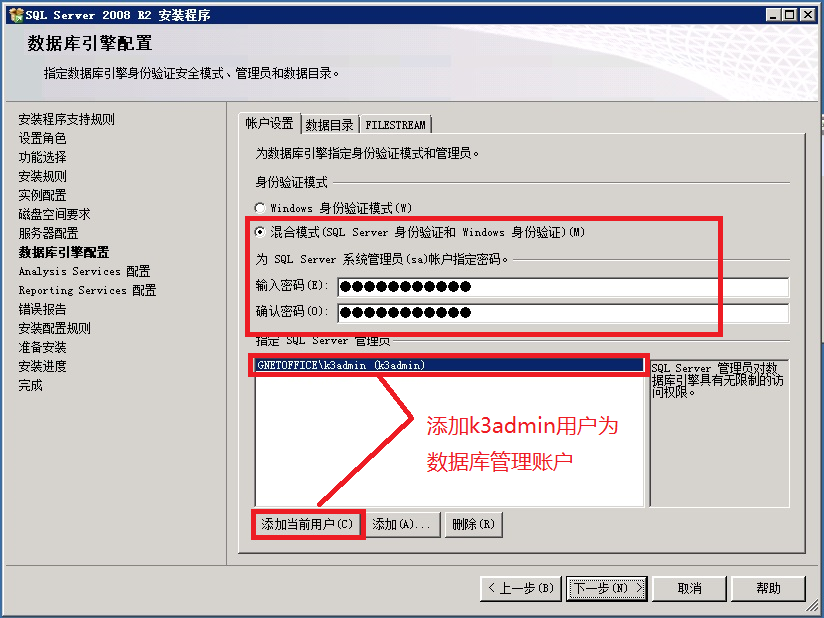 SQL Server 2008 R2 安装程序
数据库引擎配置
指定数据库引擎身份验证安全模式、管理员和数据目录。
安装程序支持规则
设置角色
功能选择
安装规则
实例配置
磁盘空间要求
服务器配置
数据库引擎配置
Analysis Services 配置
Reporting Services 配置
错误报告
安装配置规则
准备安装
安装进度
完成
帐户设置 数据目录 FILESTREAM
为数据库引擎指定身份验证模式和管理员。
身份验证模式
Windows 身份验证模式(W)
混合模式(SQL Server 身份验证和 Windows 身份验证)(M)
为 SQL Server 系统管理员(sa)帐户指定密码。
输入密码(E): ●●●●●●●●●●●
确认密码(O): ●●●●●●●●●●●
指定 SQL Server 管理员
GNETOFFICE\k3admin (k3admin)
SQL Server 管理员对数
据库引擎具有无限制的访
问权限。
添加k3admin用户为
数据库管理账户
添加当前用户(C) 添加(A)... 删除(R)
< 上一步(B) 下一步(N) > 取消 帮助